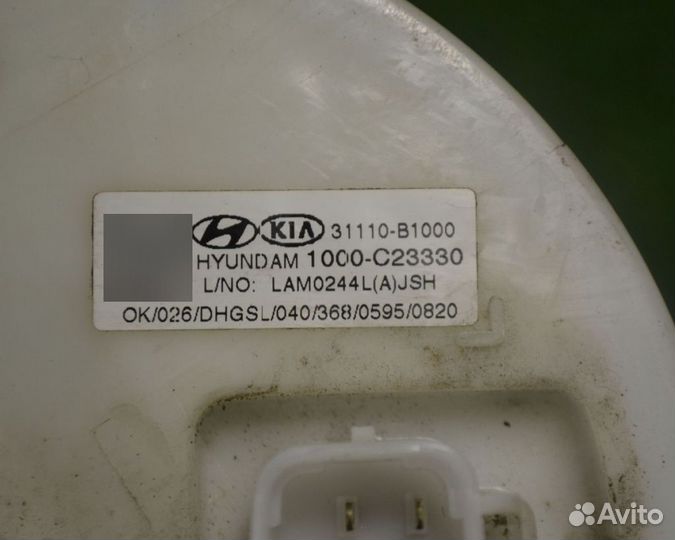 KIA 31110-B1000
HYUNDAM 1000-C23330
L/NO: LAM0244L(A)JSH
OK/026/DHGSL/040/368/0595/0820
Avito